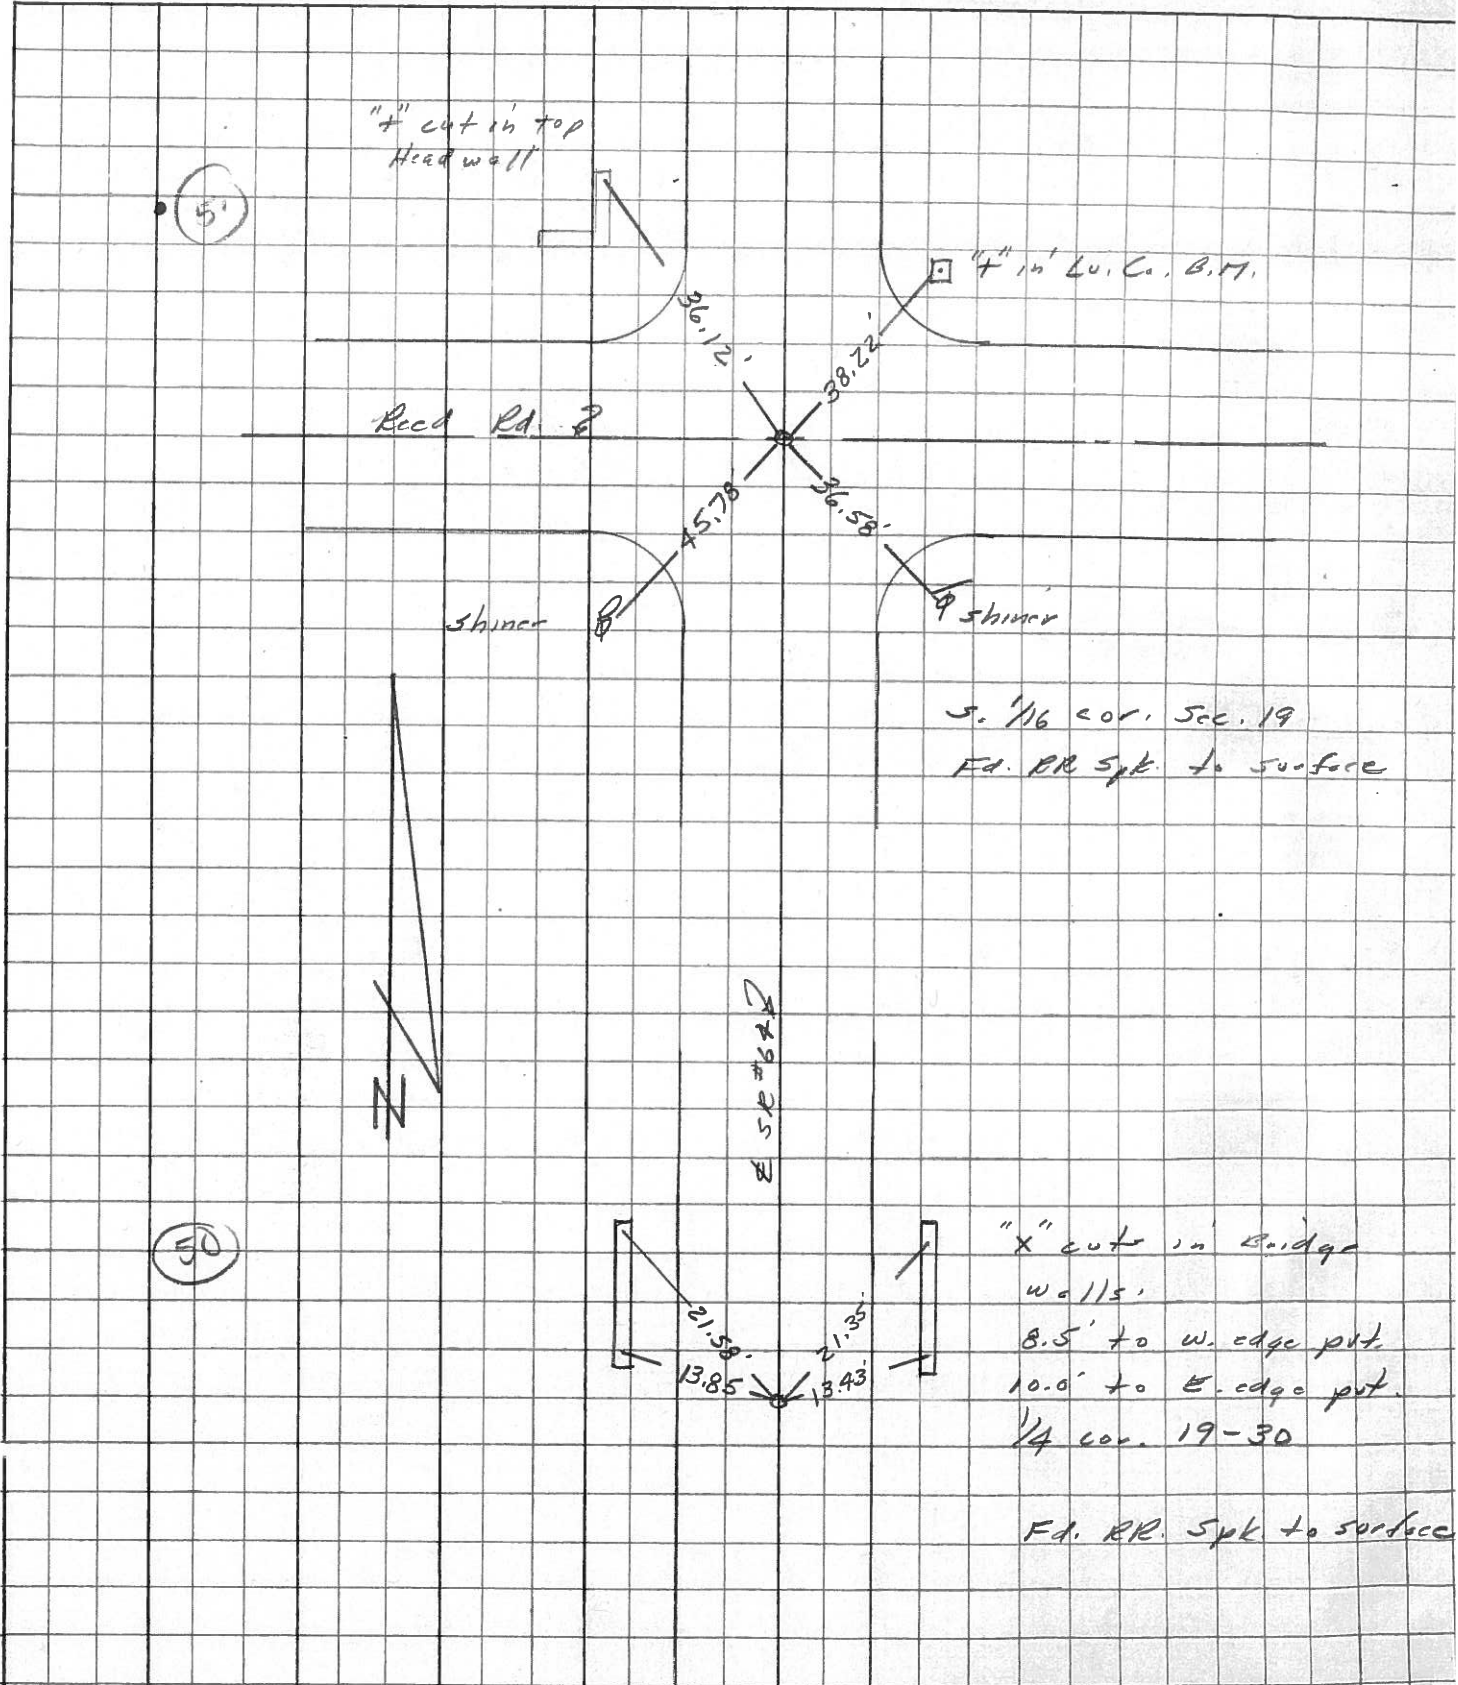 "+" cut in top
Head wall
51
"+" in Lu. Co. B.M.
36.12'
38.22'
Reed Rd. ℄
45.78'
36.58'
shiner
shiner
S. 1/16 cor. Sec. 19
Fd. RR Spk. to surface
℄ SR #64
N
50
"x" cuts in Bridge
walls.
21.58'
21.35'
8.5' to w. edge pvt.
13.85
13.43'
10.0' to E. edge pvt.
1/4 cor. 19-30
Fd. RR. Spk. to surface